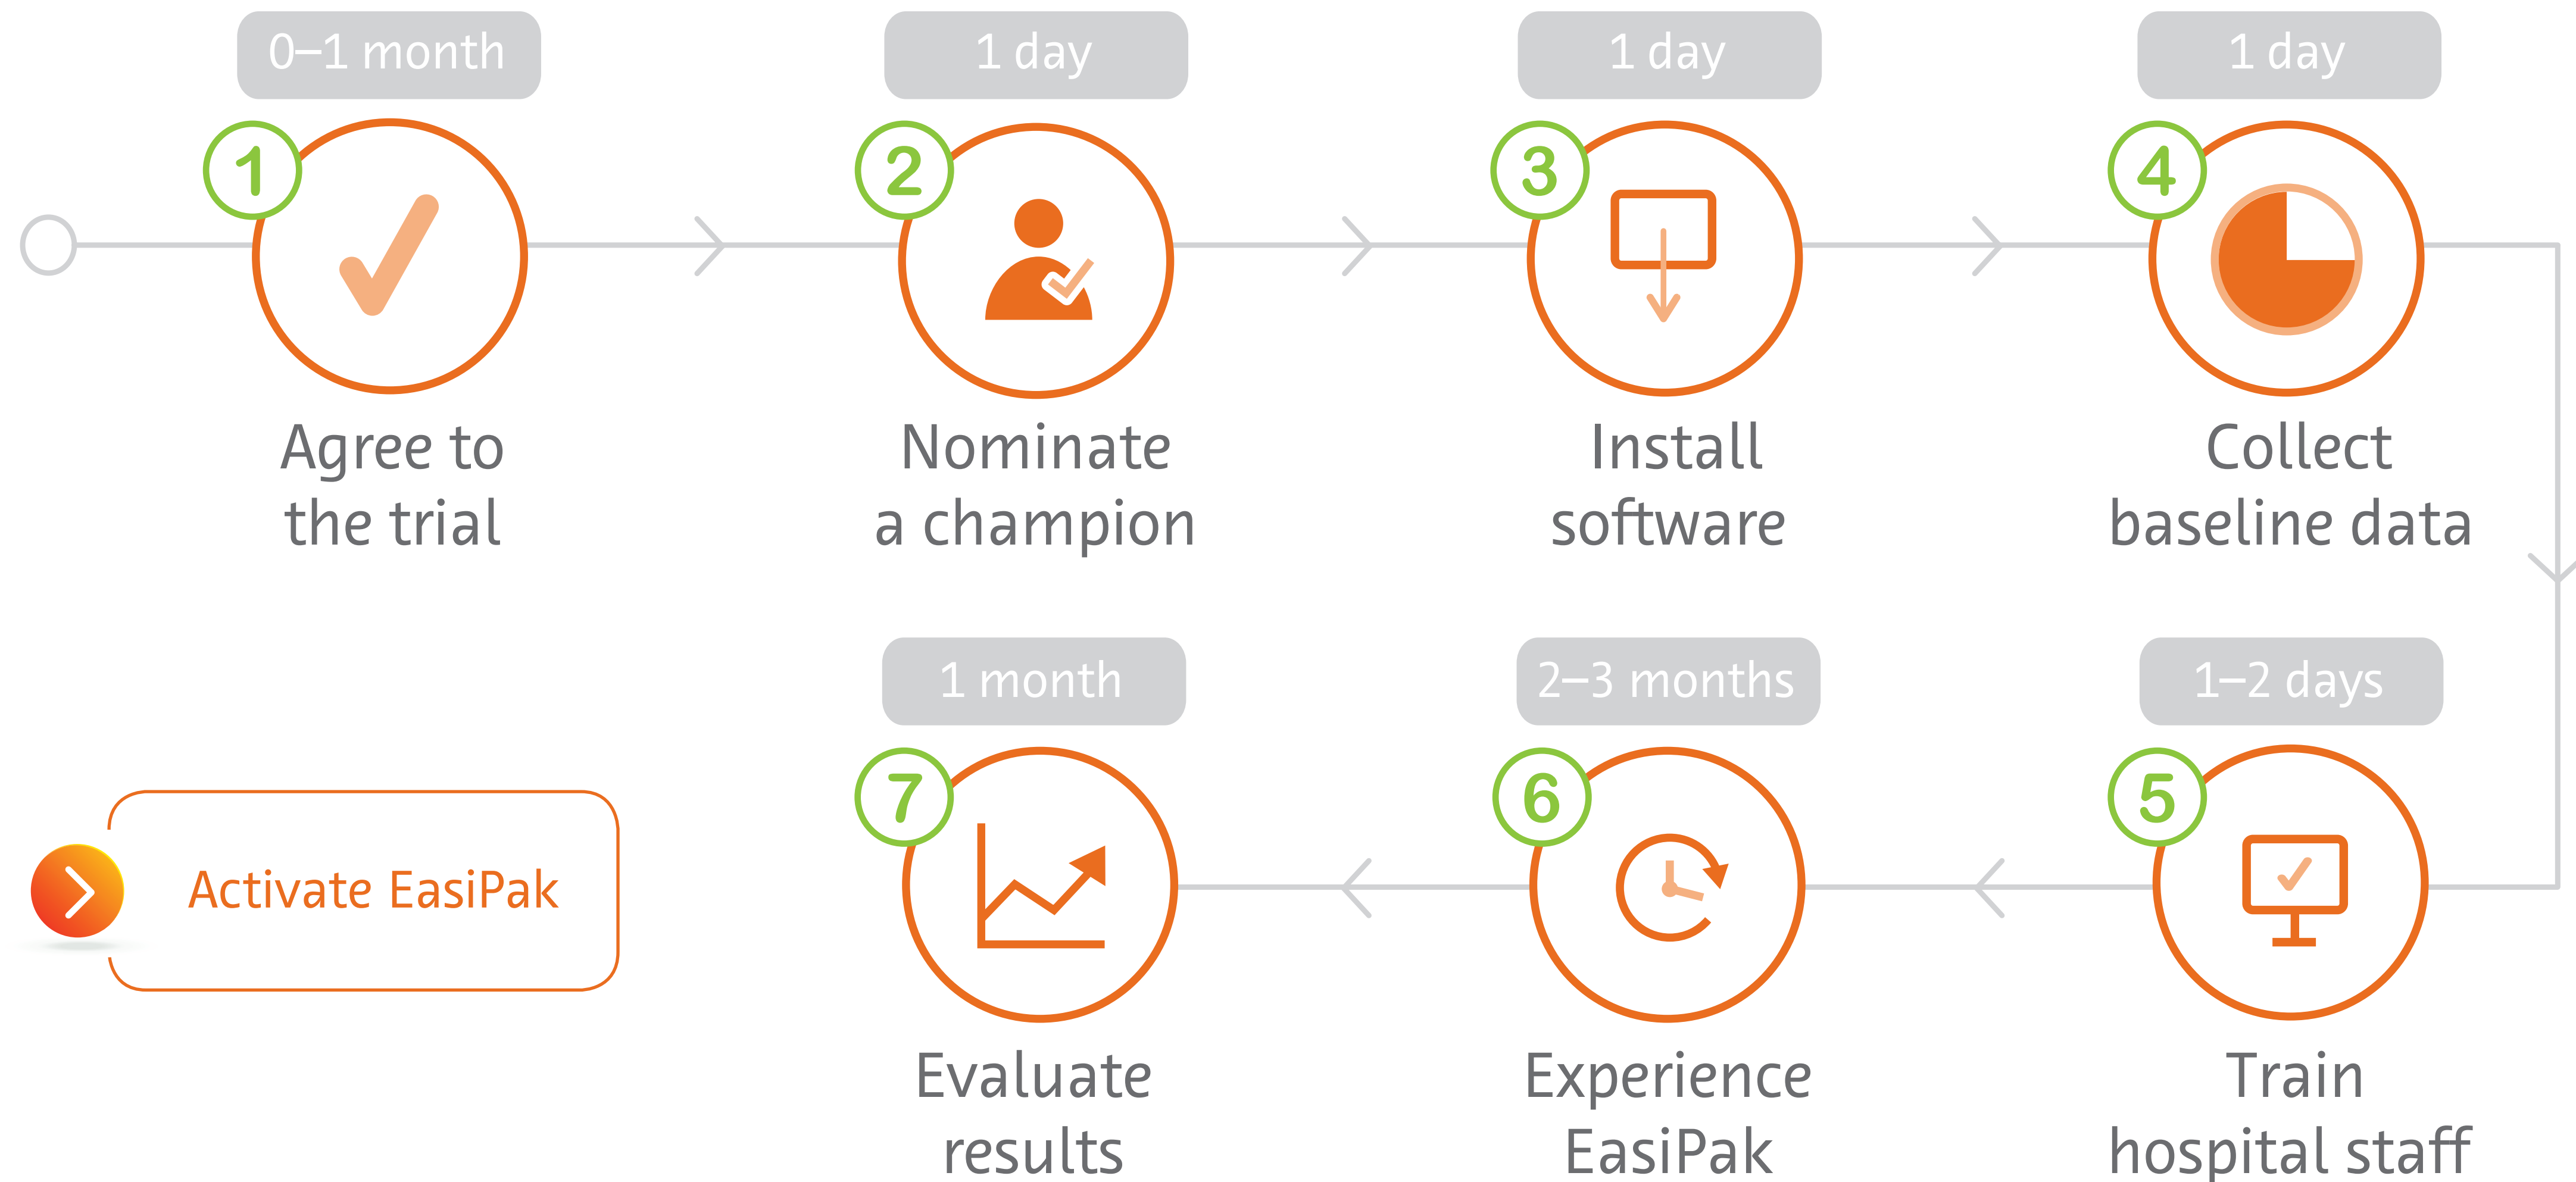 0–1 month
1
Agree to
the trial
1 day
2
Nominate
a champion
1 day
3
Install
software
1 day
4
Collect
baseline data
1–2 days
5
Train
hospital staff
2–3 months
6
Experience
EasiPak
1 month
7
Evaluate
results
Activate EasiPak